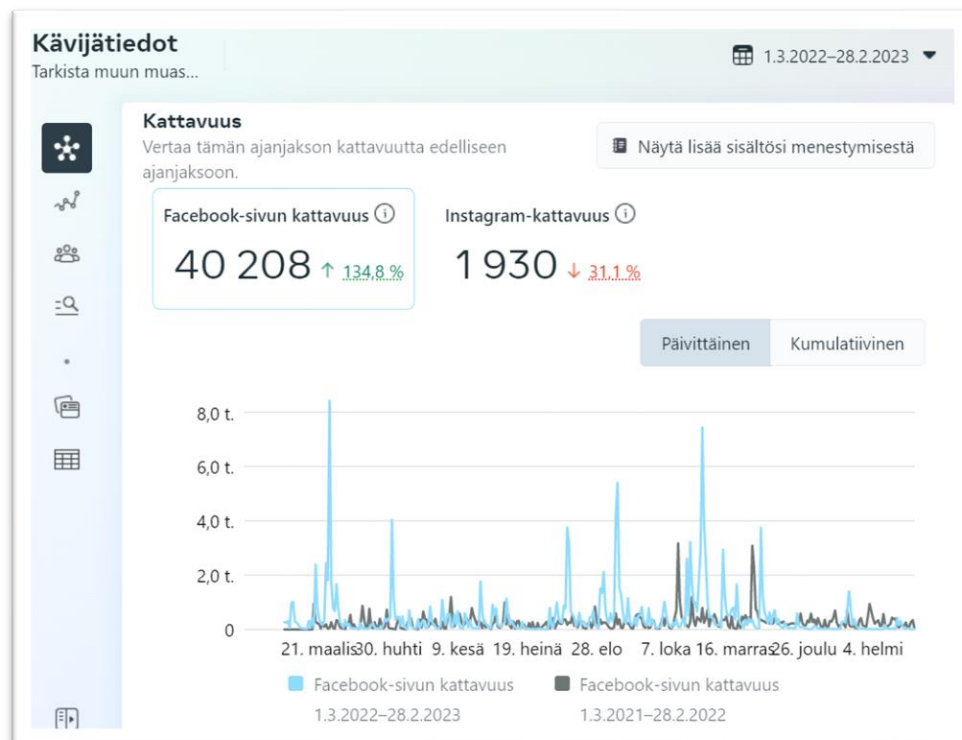 Kävijätiedot
Tarkista muun muas...
1.3.2022–28.2.2023
Kattavuus
Vertaa tämän ajanjakson kattavuutta edelliseen
ajanjaksoon.
Näytä lisää sisältösi menestymisestä
Facebook-sivun kattavuus
40 208 ↑ 134,8 %
Instagram-kattavuus
1 930 ↓ 31,1 %
Päivittäinen
Kumulatiivinen
8,0 t.
6,0 t.
4,0 t.
2,0 t.
0
21. maalis 30. huhti 9. kesä 19. heinä 28. elo 7. loka 16. marras 26. joulu 4. helmi
Facebook-sivun kattavuus
1.3.2022–28.2.2023
Facebook-sivun kattavuus
1.3.2021–28.2.2022